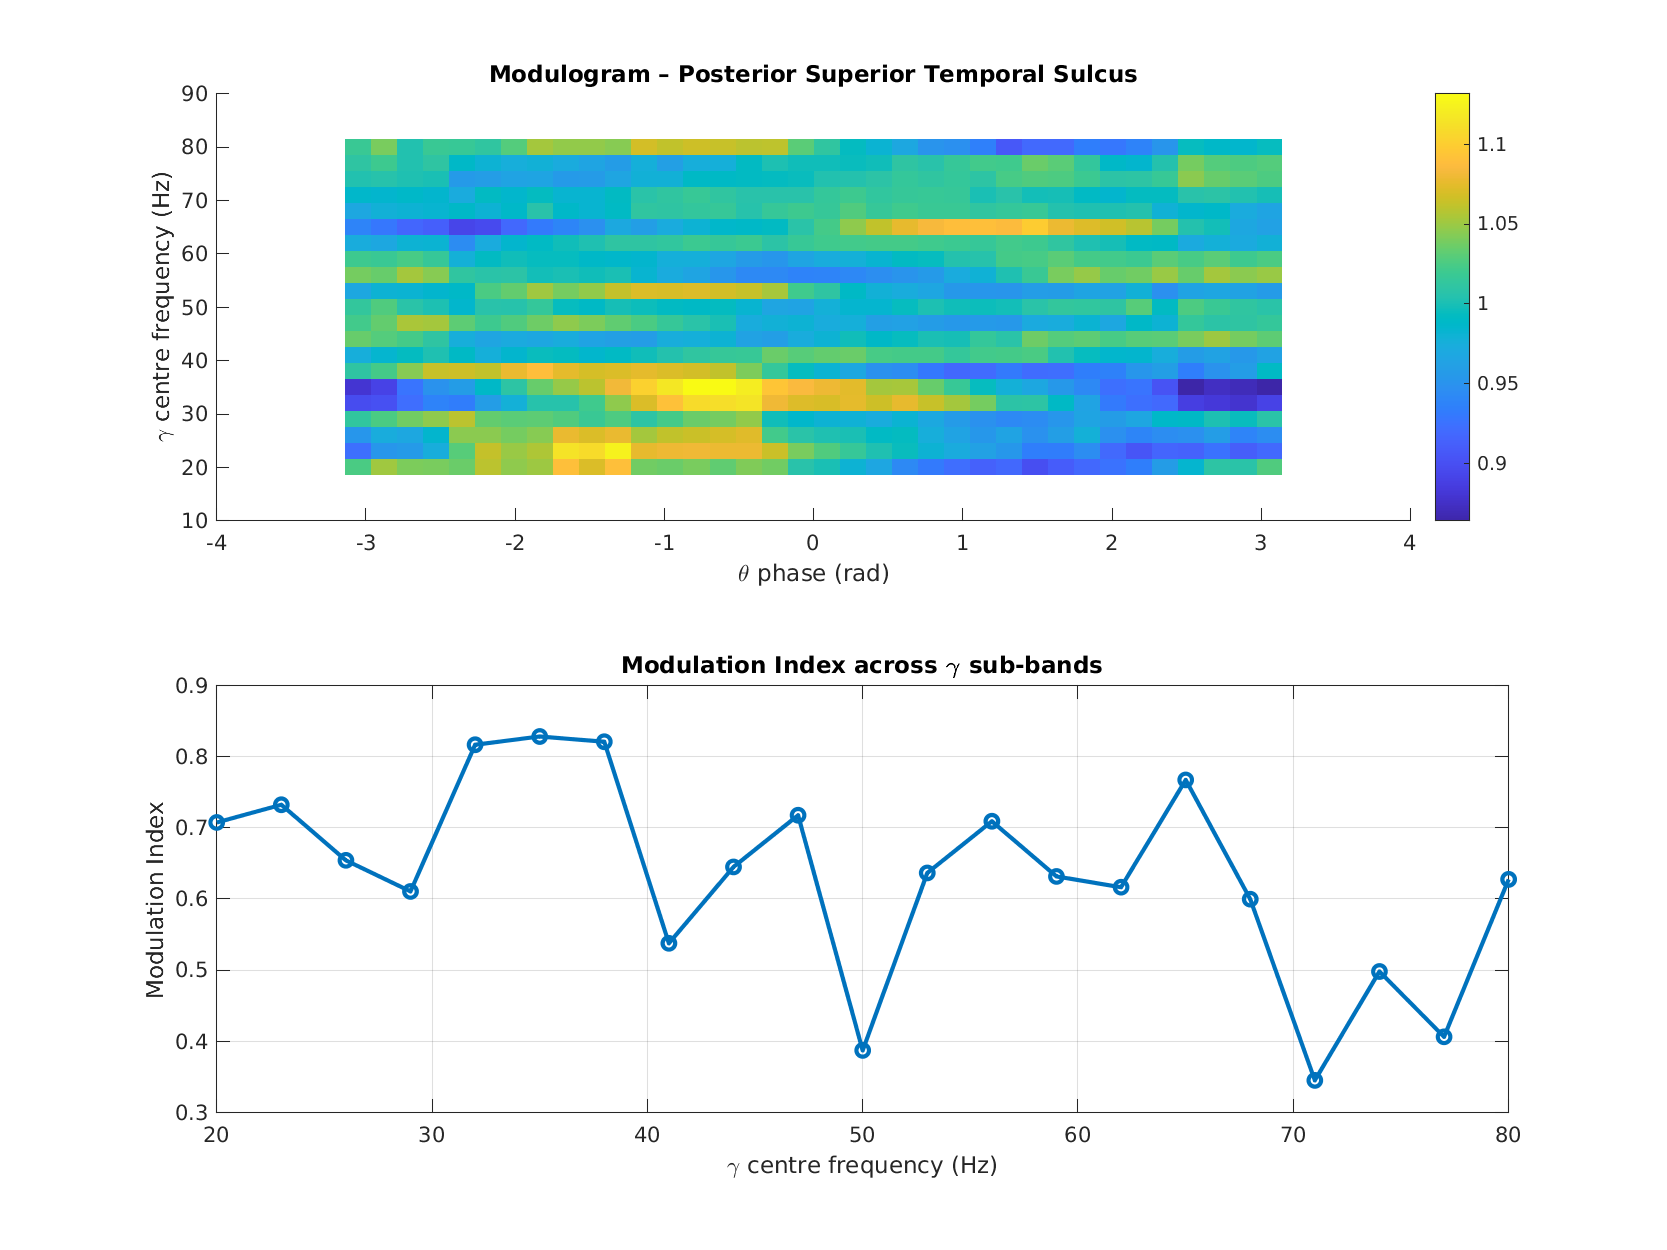 Modulogram – Posterior Superior Temporal Sulcus
90
80
70
60
50
40
30
20
10
γ centre frequency (Hz)
-4 -3 -2 -1 0 1 2 3 4
θ phase (rad)
1.1
1.05
1
0.95
0.9
Modulation Index across γ sub-bands
0.9
0.8
0.7
0.6
0.5
0.4
0.3
Modulation Index
20 30 40 50 60 70 80
γ centre frequency (Hz)